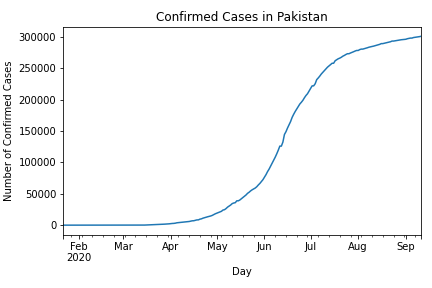 Confirmed Cases in Pakistan
Number of Confirmed Cases
300000
250000
200000
150000
100000
50000
0
Feb Mar Apr May Jun Jul Aug Sep
2020
Day